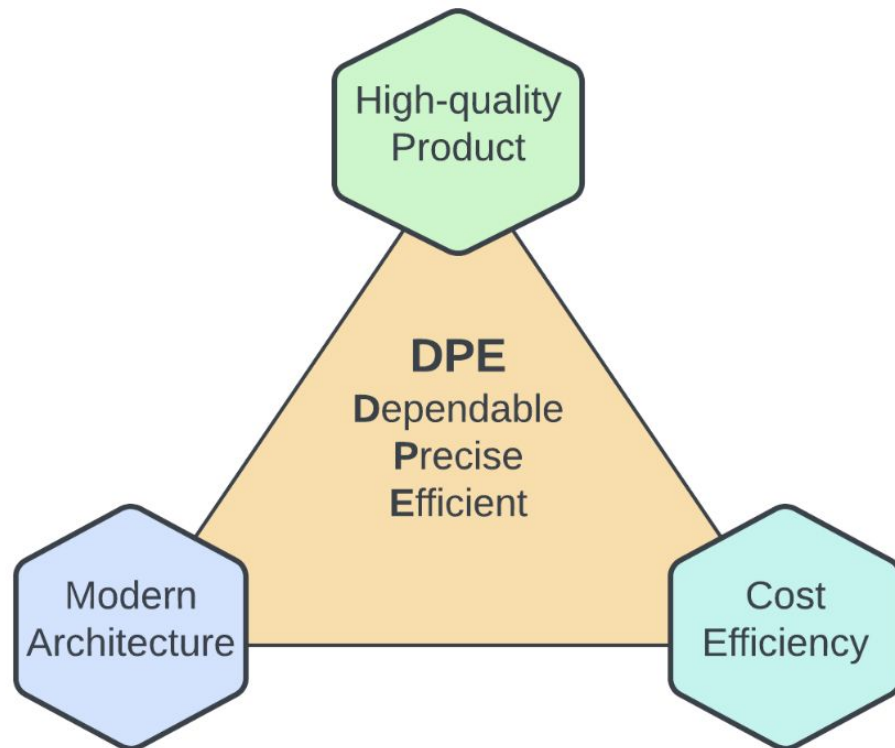 High-quality
Product
DPE
Dependable
Precise
Efficient
Modern
Architecture
Cost
Efficiency